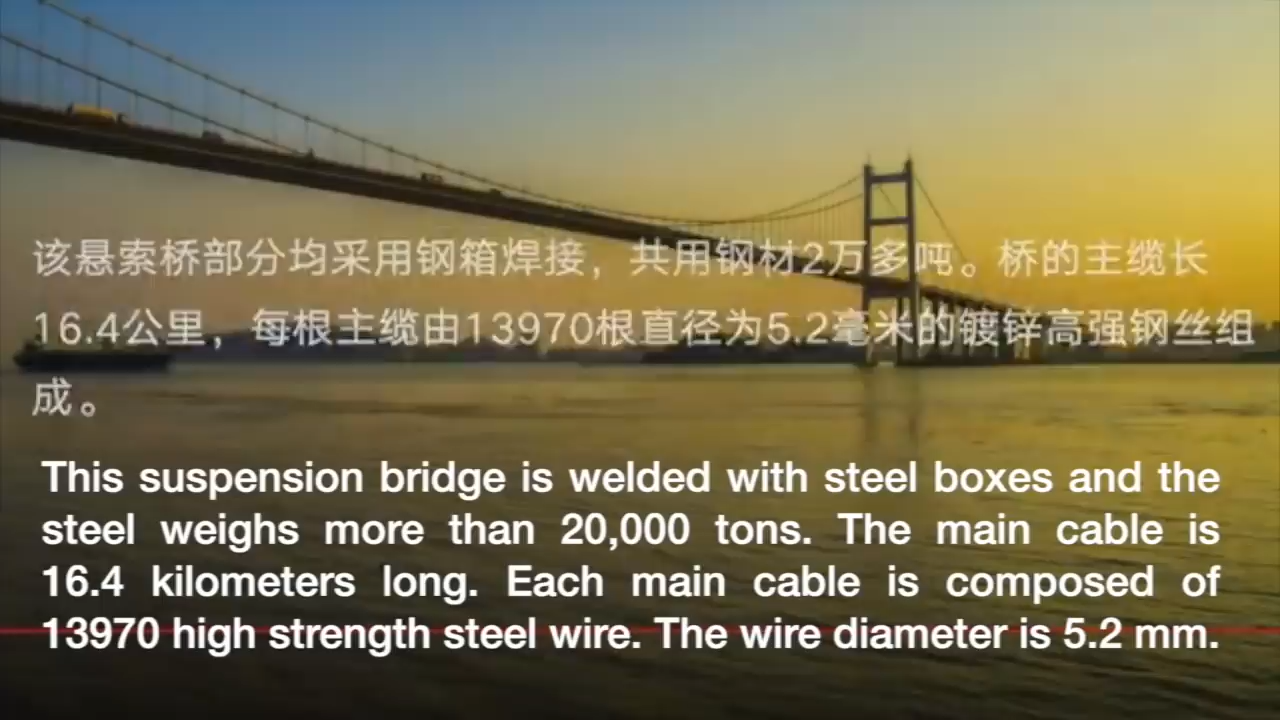 该悬索桥部分均采用钢箱焊接，共用钢材2万多吨。桥的主缆长
16.4公里，每根主缆由13970根直径为5.2毫米的镀锌高强钢丝组
成。
This suspension bridge is welded with steel boxes and the
steel weighs more than 20,000 tons. The main cable is
16.4 kilometers long. Each main cable is composed of
13970 high strength steel wire. The wire diameter is 5.2 mm.